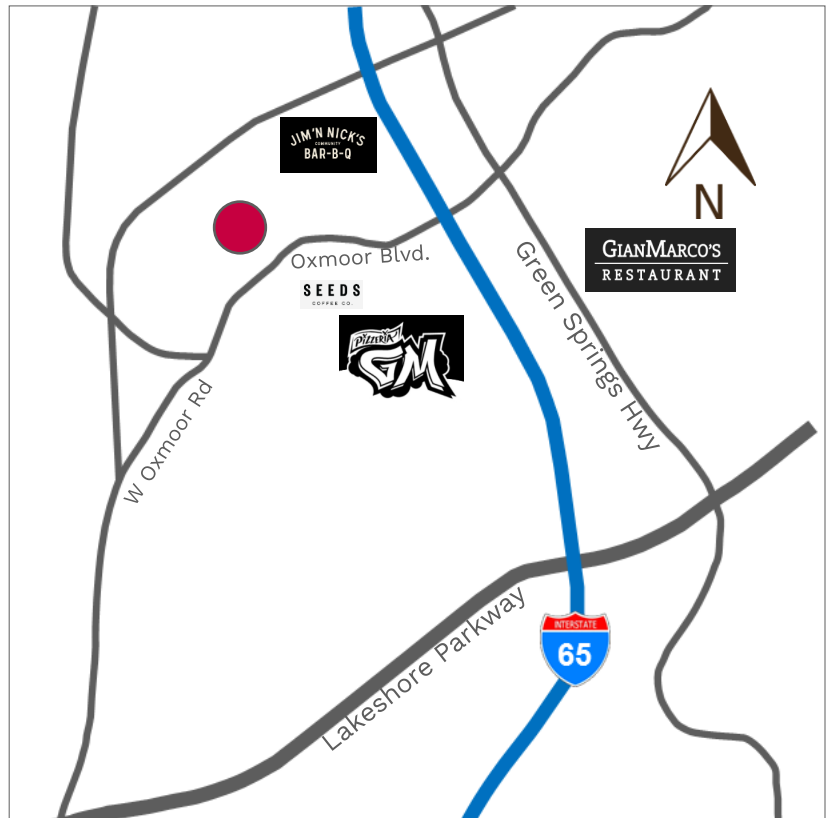 JIM'N NICK'S
COMMUNITY
BAR-B-Q
N
GIANMARCO'S
RESTAURANT
Oxmoor Blvd.
SEEDS
COFFEE CO.
Green Springs Hwy
PIZZERIA
GM
W Oxmoor Rd
Lakeshore Parkway
INTERSTATE
65